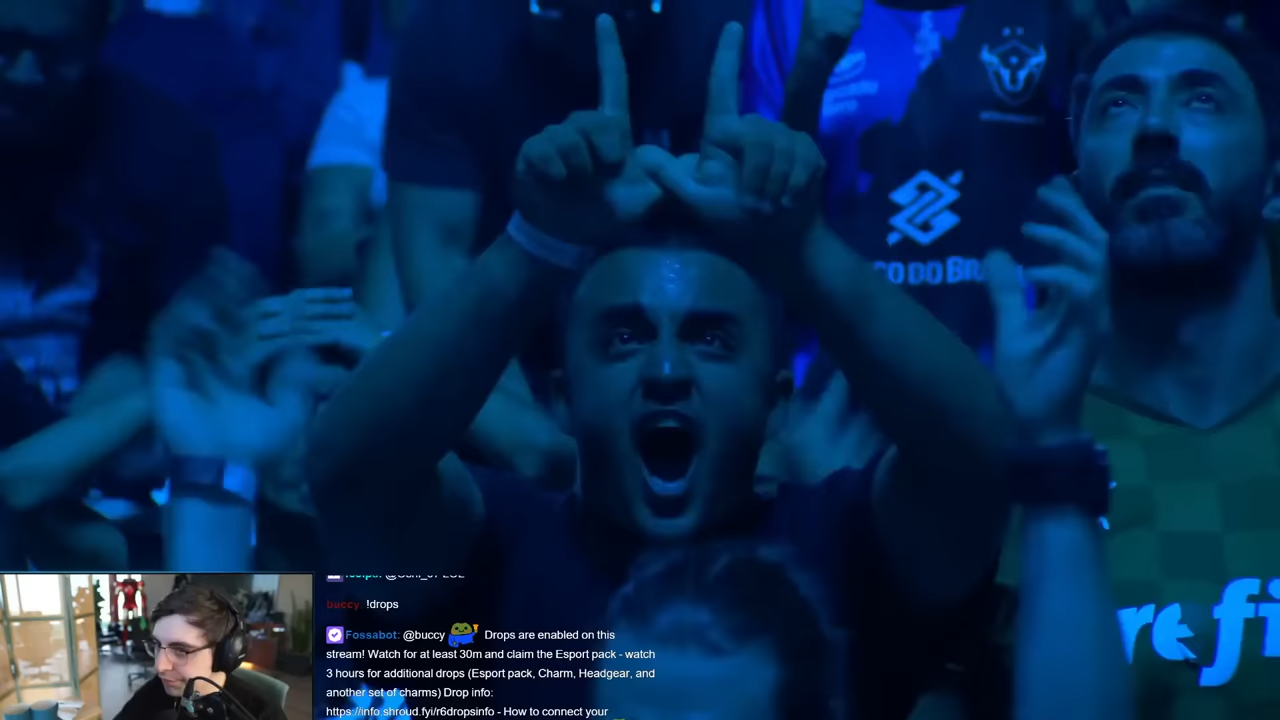 CO DO BRA
re fi
buccy: !drops
Fossabot: @buccy Drops are enabled on this
stream! Watch for at least 30m and claim the Esport pack - watch
3 hours for additional drops (Esport pack, Charm, Headgear, and
another set of charms) Drop info:
https://info.shroud.fyi/r6dropsinfo - How to connect your